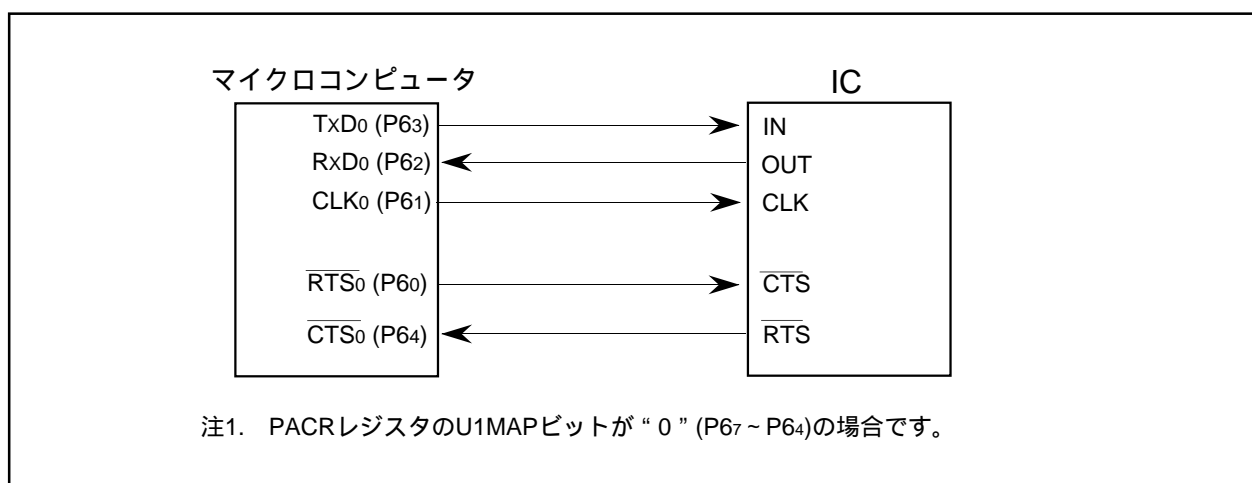 マイクロコンピュータ IC
TxD0 (P63) IN
RxD0 (P62) OUT
CLK0 (P61) CLK
RTS0 (P60) CTS
CTS0 (P64) RTS
注1. PACRレジスタのU1MAPビットが“0”(P67~P64)の場合です。